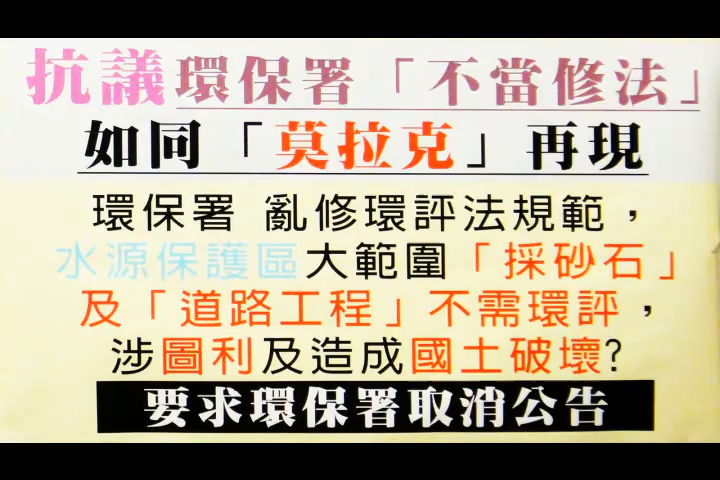 抗議環保署「不當修法」
如同「莫拉克」再現
環保署 亂修環評法規範，
水源保護區大範圍「採砂石」
及「道路工程」不需環評，
涉圖利及造成國土破壞?
要求環保署取消公告